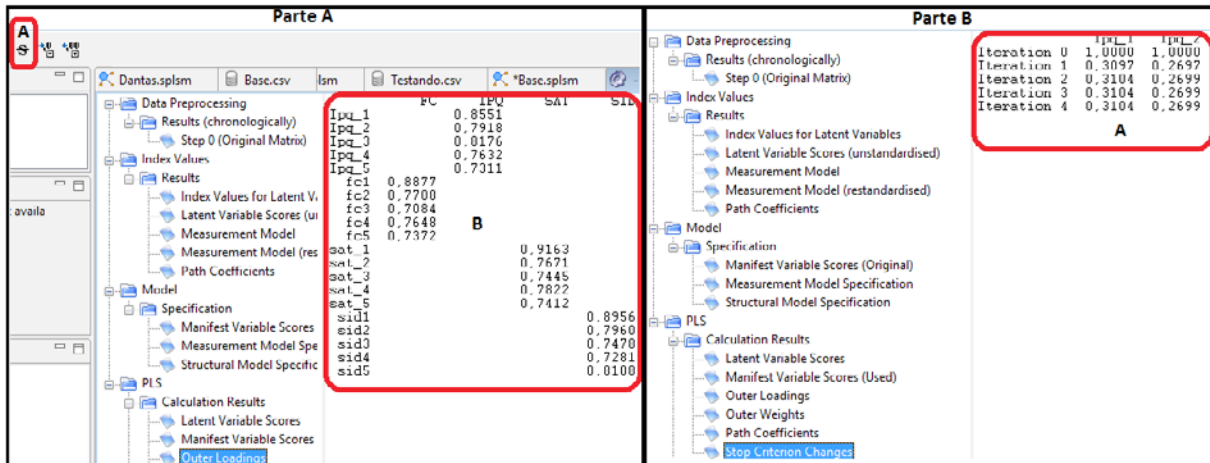 Parte A
A
Dantas.splsm Base.csv lsm Testando.csv *Base.splsm
availa
Data Preprocessing
Results (chronologically)
Step 0 (Original Matrix)
Index Values
Results
Index Values for Latent V
Latent Variable Scores (u
Measurement Model
Measurement Model (res
Path Coefficients
Model
Specification
Manifest Variable Scores
Measurement Model Spe
Structural Model Specific
PLS
Calculation Results
Latent Variable Scores
Manifest Variable Scores
Outer Loadings
FC IPQ SAT SID
Ipq_1 0.8551
Ipq_2 0,7918
Ipq_3 0.0176
Ipq_4 0,7632
Ipq_5 0,7311
fc1 0,8877
fc2 0,7700
fc3 0,7084
fc4 0,7648
fc5 0,7372
B
sat_1 0,9163
sat_2 0,7671
sat_3 0,7445
sat_4 0,7822
sat_5 0,7412
sid1 0.8956
sid2 0,7960
sid3 0.7470
sid4 0,7281
sid5 0.0100
Parte B
Data Preprocessing
Results (chronologically)
Step 0 (Original Matrix)
Index Values
Results
Index Values for Latent Variables
Latent Variable Scores (unstandardised)
Measurement Model
Measurement Model (restandardised)
Path Coefficients
Model
Specification
Manifest Variable Scores (Original)
Measurement Model Specification
Structural Model Specification
PLS
Calculation Results
Latent Variable Scores
Manifest Variable Scores (Used)
Outer Loadings
Outer Weights
Path Coefficients
Stop Criterion Changes
Ipq_1 Ipq_2
Iteration 0 1,0000 1,0000
Iteration 1 0,3097 0,2697
Iteration 2 0,3104 0,2699
Iteration 3 0.3104 0.2699
Iteration 4 0,3104 0,2699
A